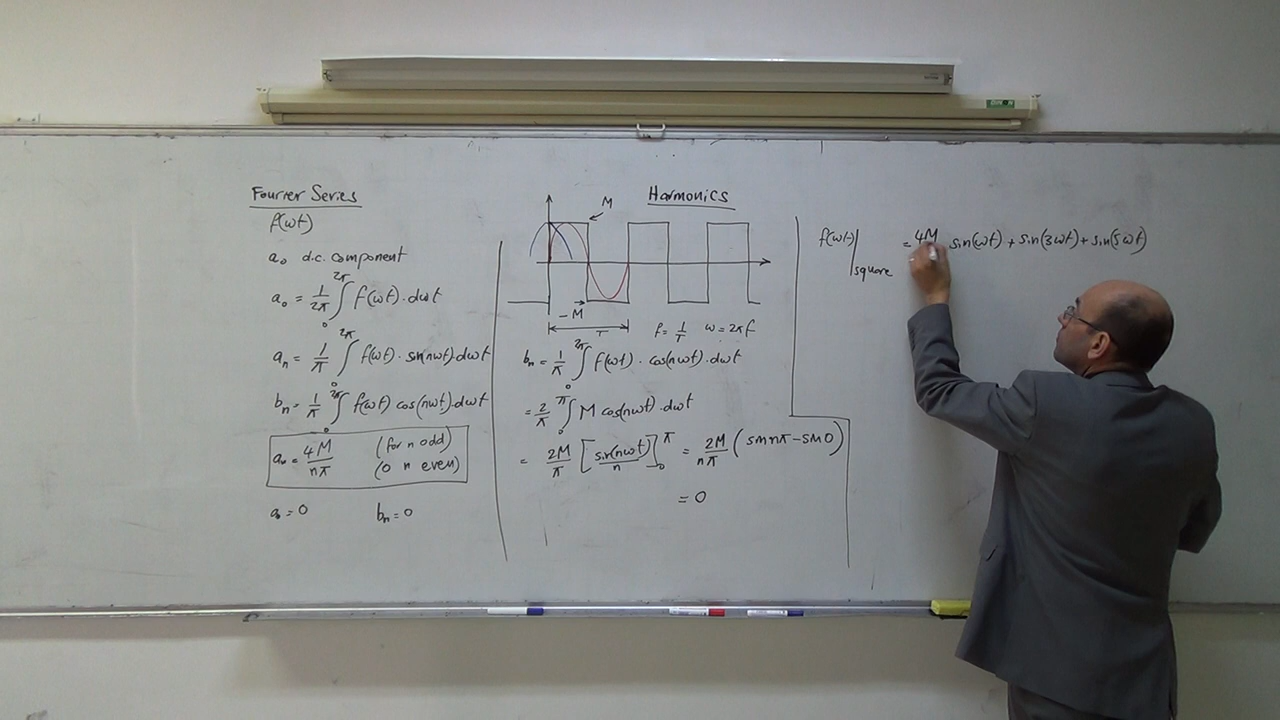 Fourier Series
f(ωt)
a₀ d.c. component
a₀ = 1/2π ∫₀^2π f(ωt).dωt
aₙ = 1/π ∫₀^2π f(ωt) · sin(nωt).dωt
bₙ = 1/π ∫₀^2π f(ωt) cos(nωt).dωt
aₙ = 4M/nπ (for n odd)
(0 n even)
a₀ = 0 bₙ = 0
Harmonics
M
-M
T
f = 1/T ω = 2πf
bₙ = 1/π ∫₀^2π f(ωt) · cos(nωt).dωt
= 2/π ∫₀^π M cos(nωt).dωt
= 2M/π [sin(nωt)/n]₀^π = 2M/nπ (sin nπ - sin 0)
= 0
f(ωt)|square = 4M sin(ωt) + sin(3ωt) + sin(5ωt)